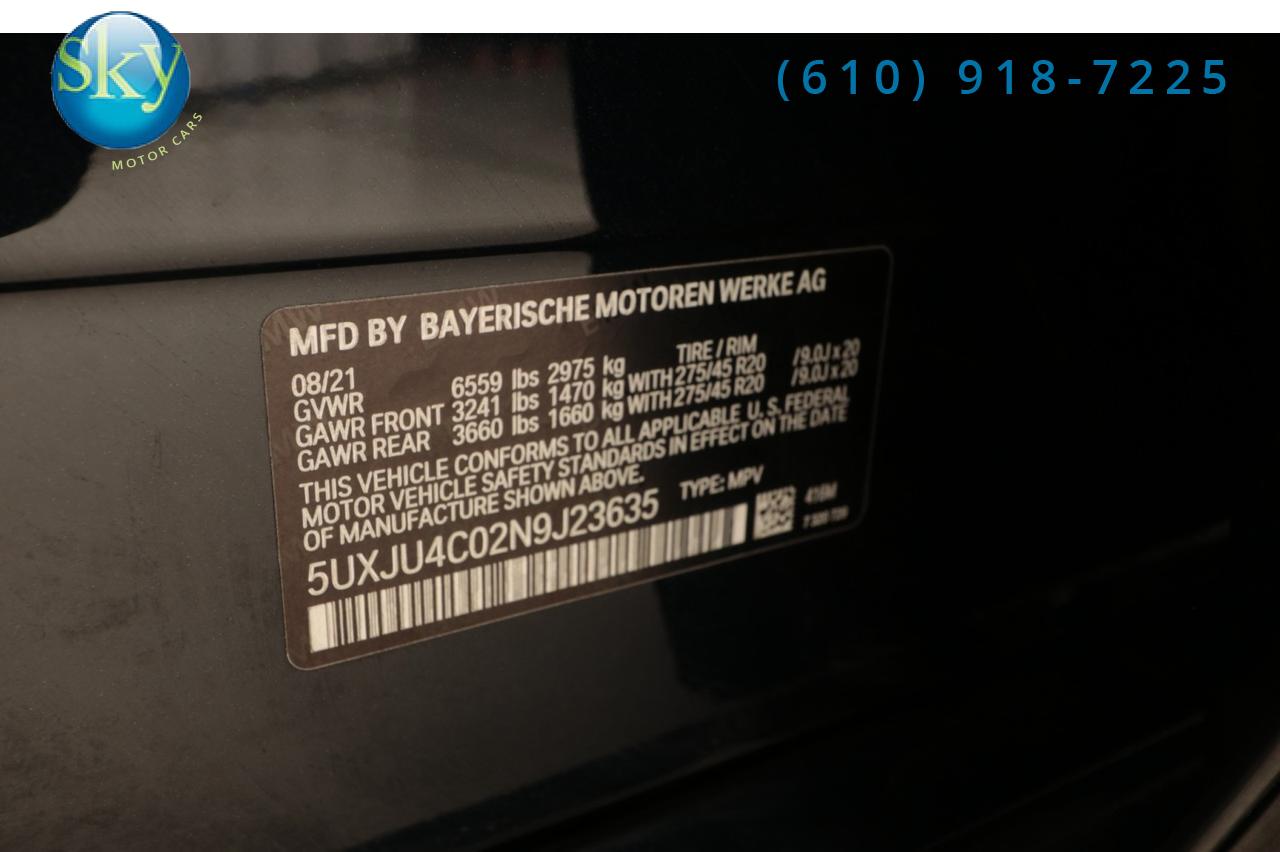 sky
MOTOR CARS
(610) 918-7225
MFD BY BAYERISCHE MOTOREN WERKE AG
08/21 TIRE / RIM
GVWR 6559 lbs 2975 kg
GAWR FRONT 3241 lbs 1470 kg WITH 275/45 R20 /9.0J x 20
GAWR REAR 3660 lbs 1660 kg WITH 275/45 R20 /9.0J x 20
THIS VEHICLE CONFORMS TO ALL APPLICABLE U.S. FEDERAL
MOTOR VEHICLE SAFETY STANDARDS IN EFFECT ON THE DATE
OF MANUFACTURE SHOWN ABOVE.
5UXJU4C02N9J23635 TYPE: MPV